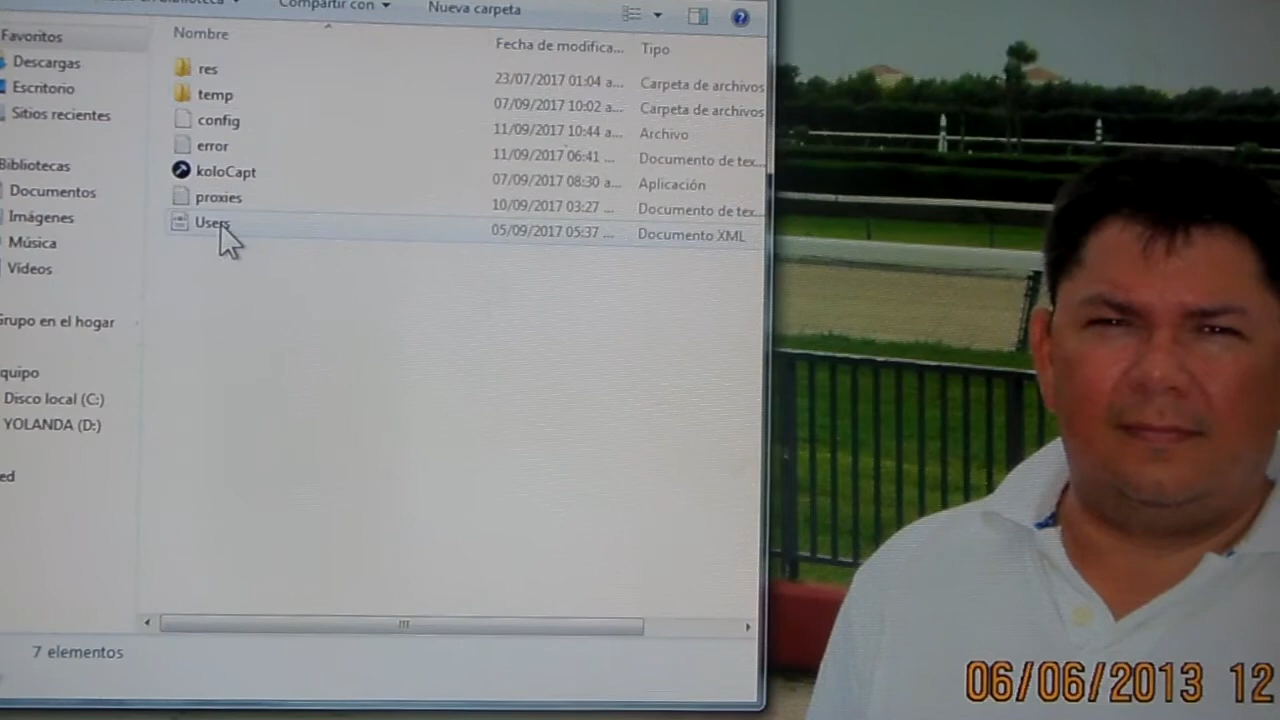 Compartir con
Nueva carpeta
Favoritos
Descargas
Escritorio
Sitios recientes
Bibliotecas
Documentos
Imágenes
Música
Vídeos
Grupo en el hogar
Disco local (C:)
YOLANDA (D:)
Nombre Fecha de modifica... Tipo
res 23/07/2017 01:04 a... Carpeta de archivos
temp 07/09/2017 10:02 a... Carpeta de archivos
config 11/09/2017 10:44 a... Archivo
error 11/09/2017 06:41 ... Documento de tex...
koloCapt 07/09/2017 08:30 a... Aplicación
proxies 10/09/2017 03:27 ... Documento de tex...
Users 05/09/2017 05:37 ... Documento XML
7 elementos
06/06/2013 12